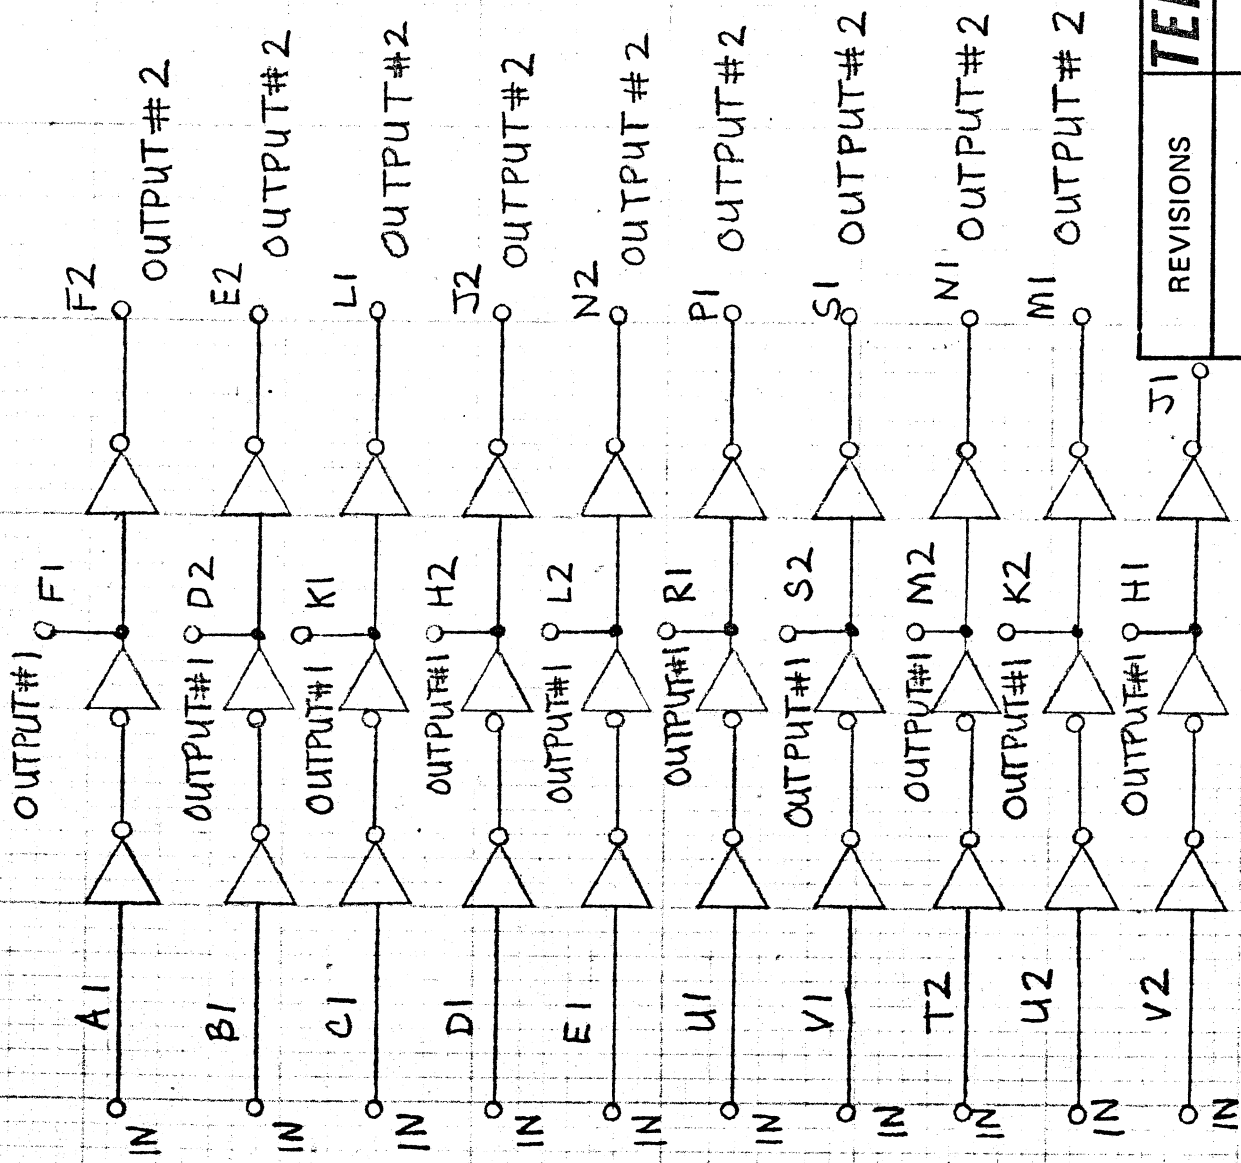 IN A1 OUTPUT#1 F1 F2 OUTPUT#2
IN B1 OUTPUT#1 D2 E2 OUTPUT#2
IN C1 OUTPUT#1 K1 L1 OUTPUT#2
IN D1 OUTPUT#1 H2 J2 OUTPUT#2
IN E1 OUTPUT#1 L2 N2 OUTPUT#2
IN U1 OUTPUT#1 R1 P1 OUTPUT#2
IN V1 OUTPUT#1 S2 S1 OUTPUT#2
IN T2 OUTPUT#1 M2 N1 OUTPUT#2
IN U2 OUTPUT#1 K2 M1 OUTPUT#2
IN V2 OUTPUT#1 H1 J1
REVISIONS